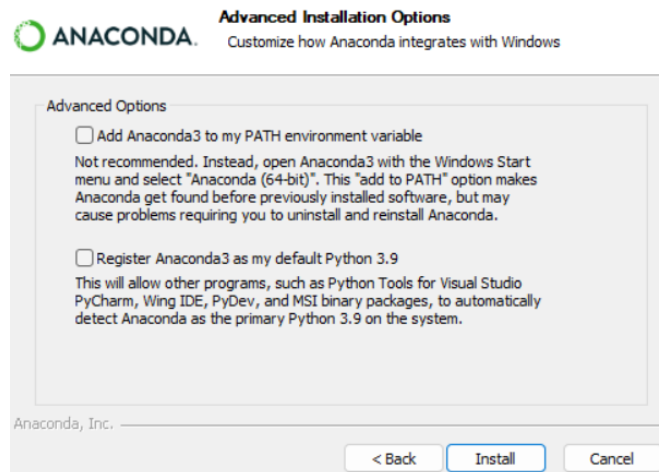 Advanced Installation Options
ANACONDA.
Customize how Anaconda integrates with Windows
Advanced Options
Add Anaconda3 to my PATH environment variable
Not recommended. Instead, open Anaconda3 with the Windows Start
menu and select "Anaconda (64-bit)". This "add to PATH" option makes
Anaconda get found before previously installed software, but may
cause problems requiring you to uninstall and reinstall Anaconda.
Register Anaconda3 as my default Python 3.9
This will allow other programs, such as Python Tools for Visual Studio
PyCharm, Wing IDE, PyDev, and MSI binary packages, to automatically
detect Anaconda as the primary Python 3.9 on the system.
Anaconda, Inc.
< Back
Install
Cancel